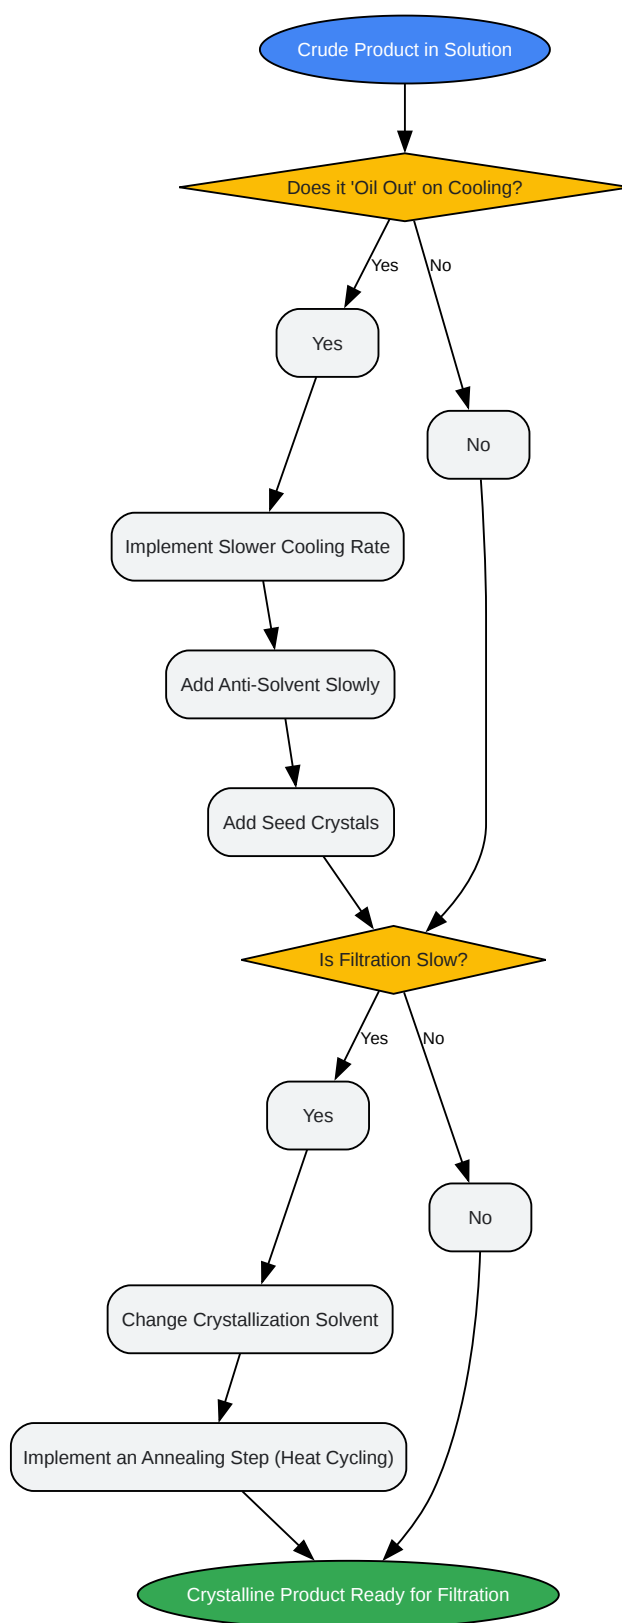 Crude Product in Solution
Does it 'Oil Out' on Cooling?
Yes
No
Yes
No
Implement Slower Cooling Rate
Add Anti-Solvent Slowly
Add Seed Crystals
Is Filtration Slow?
Yes
No
Yes
No
Change Crystallization Solvent
Implement an Annealing Step (Heat Cycling)
Crystalline Product Ready for Filtration